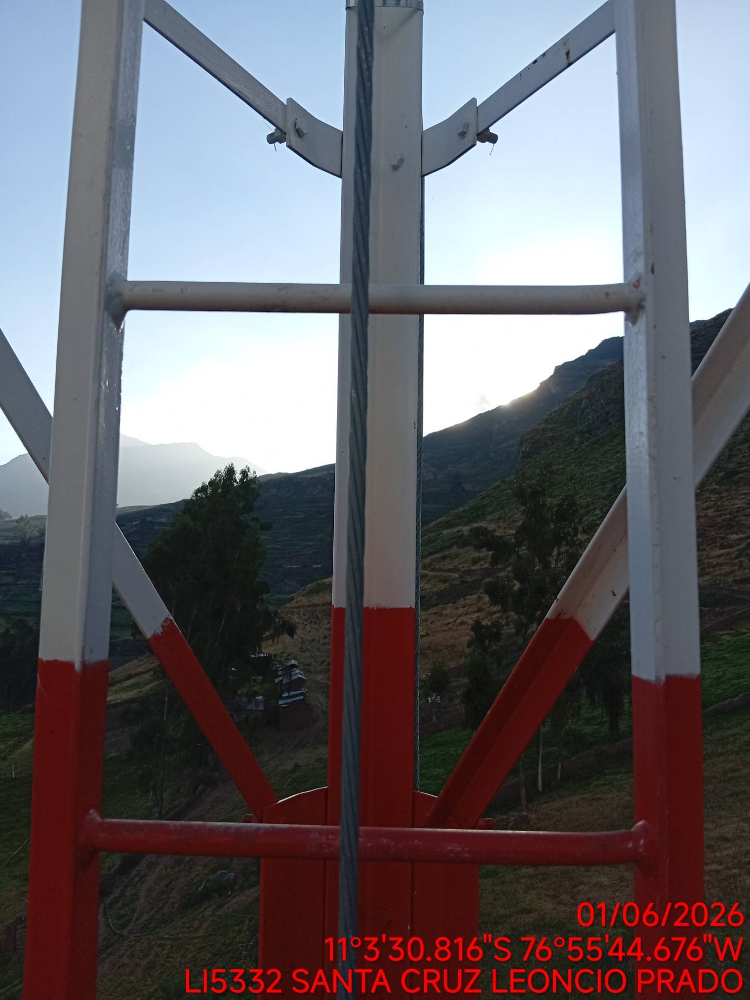 01/06/2026
11°3'30.816"S 76°55'44.676"W
LI5332 SANTA CRUZ LEONCIO PRADO